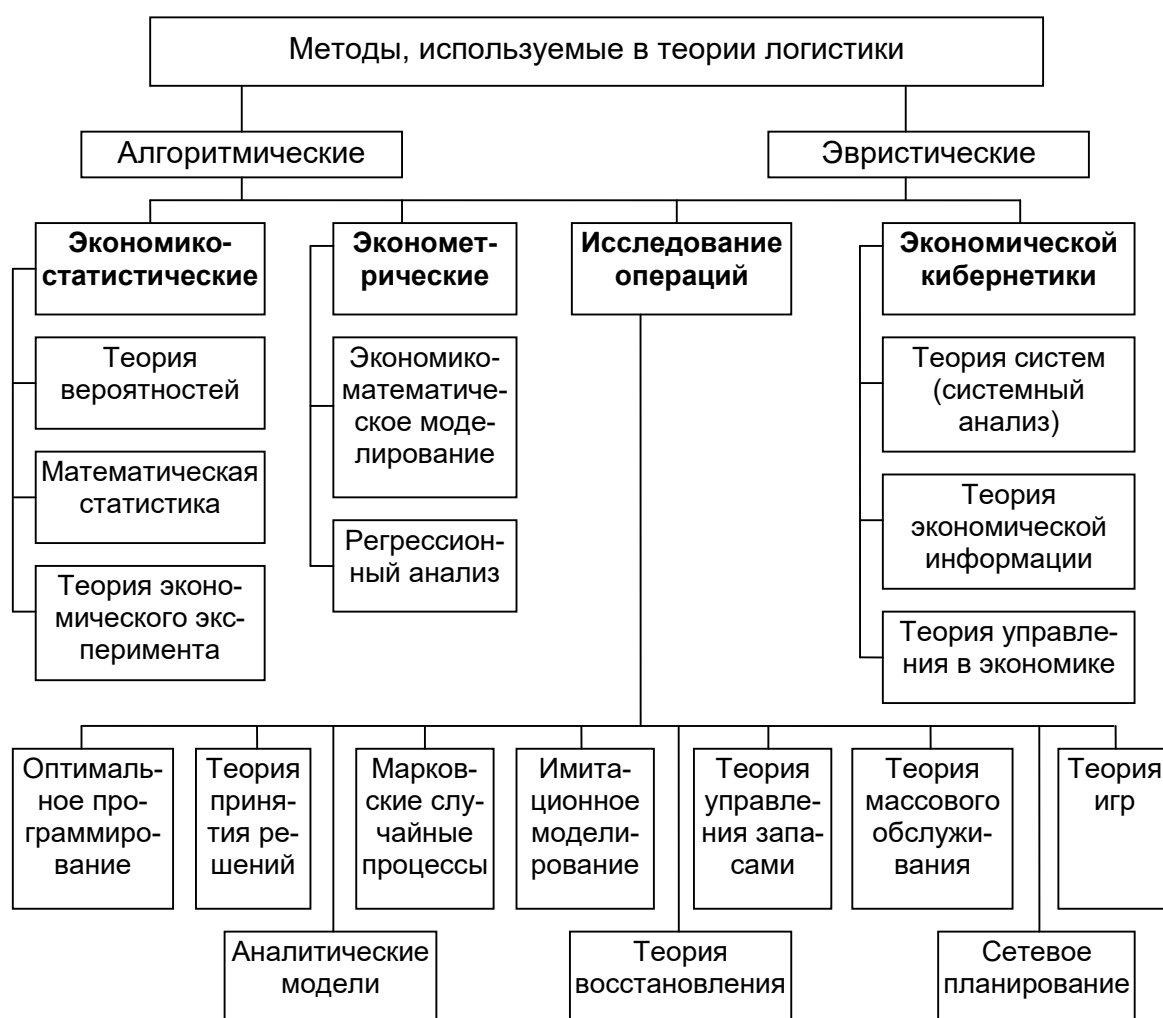 Методы, используемые в теории логистики
Алгоритмические
Эвристические
Экономико-
статистические
Экономет-
рические
Исследование
операций
Экономической
кибернетики
Теория
вероятностей
Математическая
статистика
Теория эконо-
мического экс-
перимента
Экономико-
математиче-
ское моде-
лирование
Регрессион-
ный анализ
Теория систем
(системный
анализ)
Теория
экономической
информации
Теория управле-
ния в экономике
Оптималь-
ное про-
граммиро-
вание
Теория
приня-
тия ре-
шений
Марков-
ские слу-
чайные
процессы
Имита-
ционное
модели-
рование
Теория
управле-
ния запа-
сами
Теория
массового
обслужи-
вания
Теория
игр
Аналитические
модели
Теория
восстановления
Сетевое
планирование